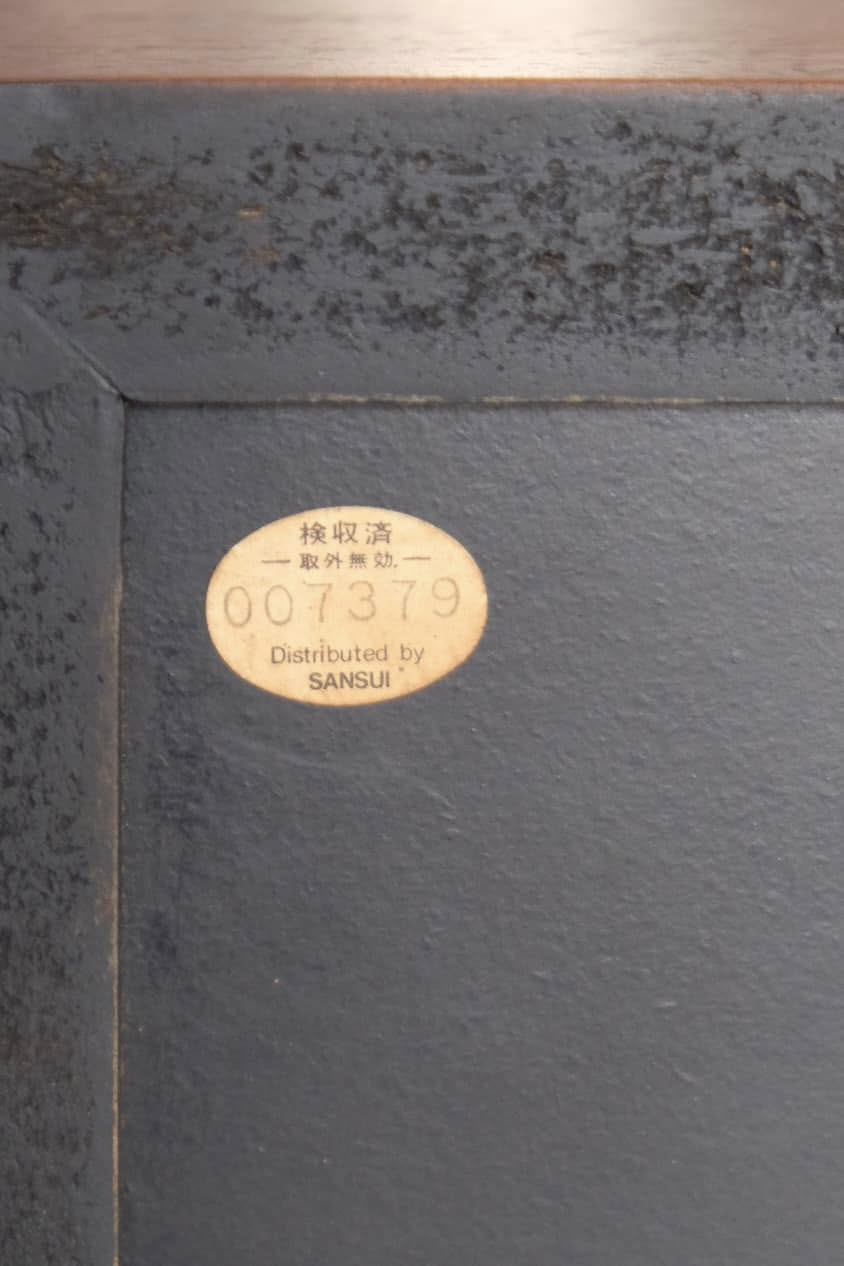 検収済
— 取外無効. —
007379
Distributed by
SANSUI